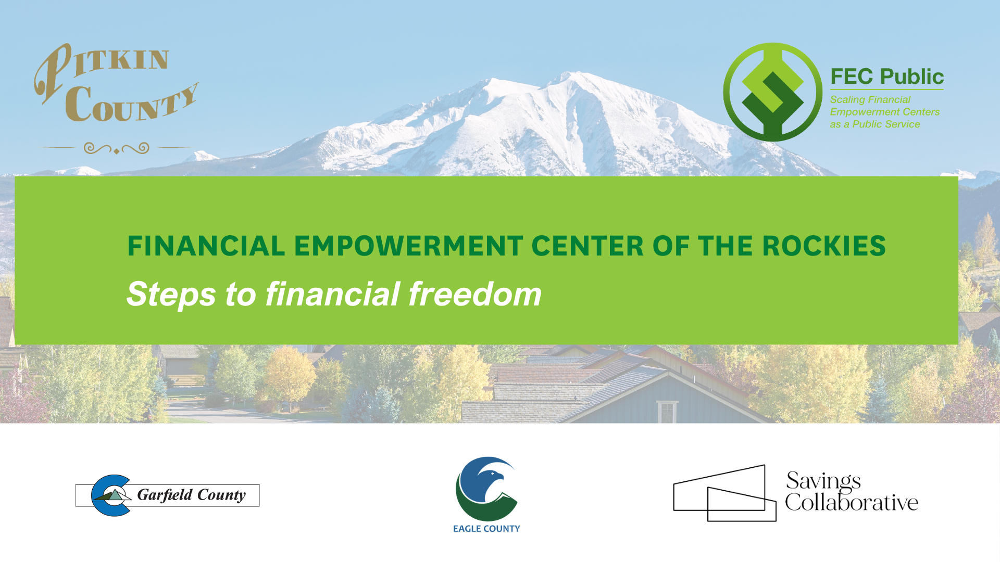 PITKIN
COUNTY
FEC Public
Scaling Financial
Empowerment Centers
as a Public Service
FINANCIAL EMPOWERMENT CENTER OF THE ROCKIES
Steps to financial freedom
Garfield County
EAGLE COUNTY
Savings
Collaborative